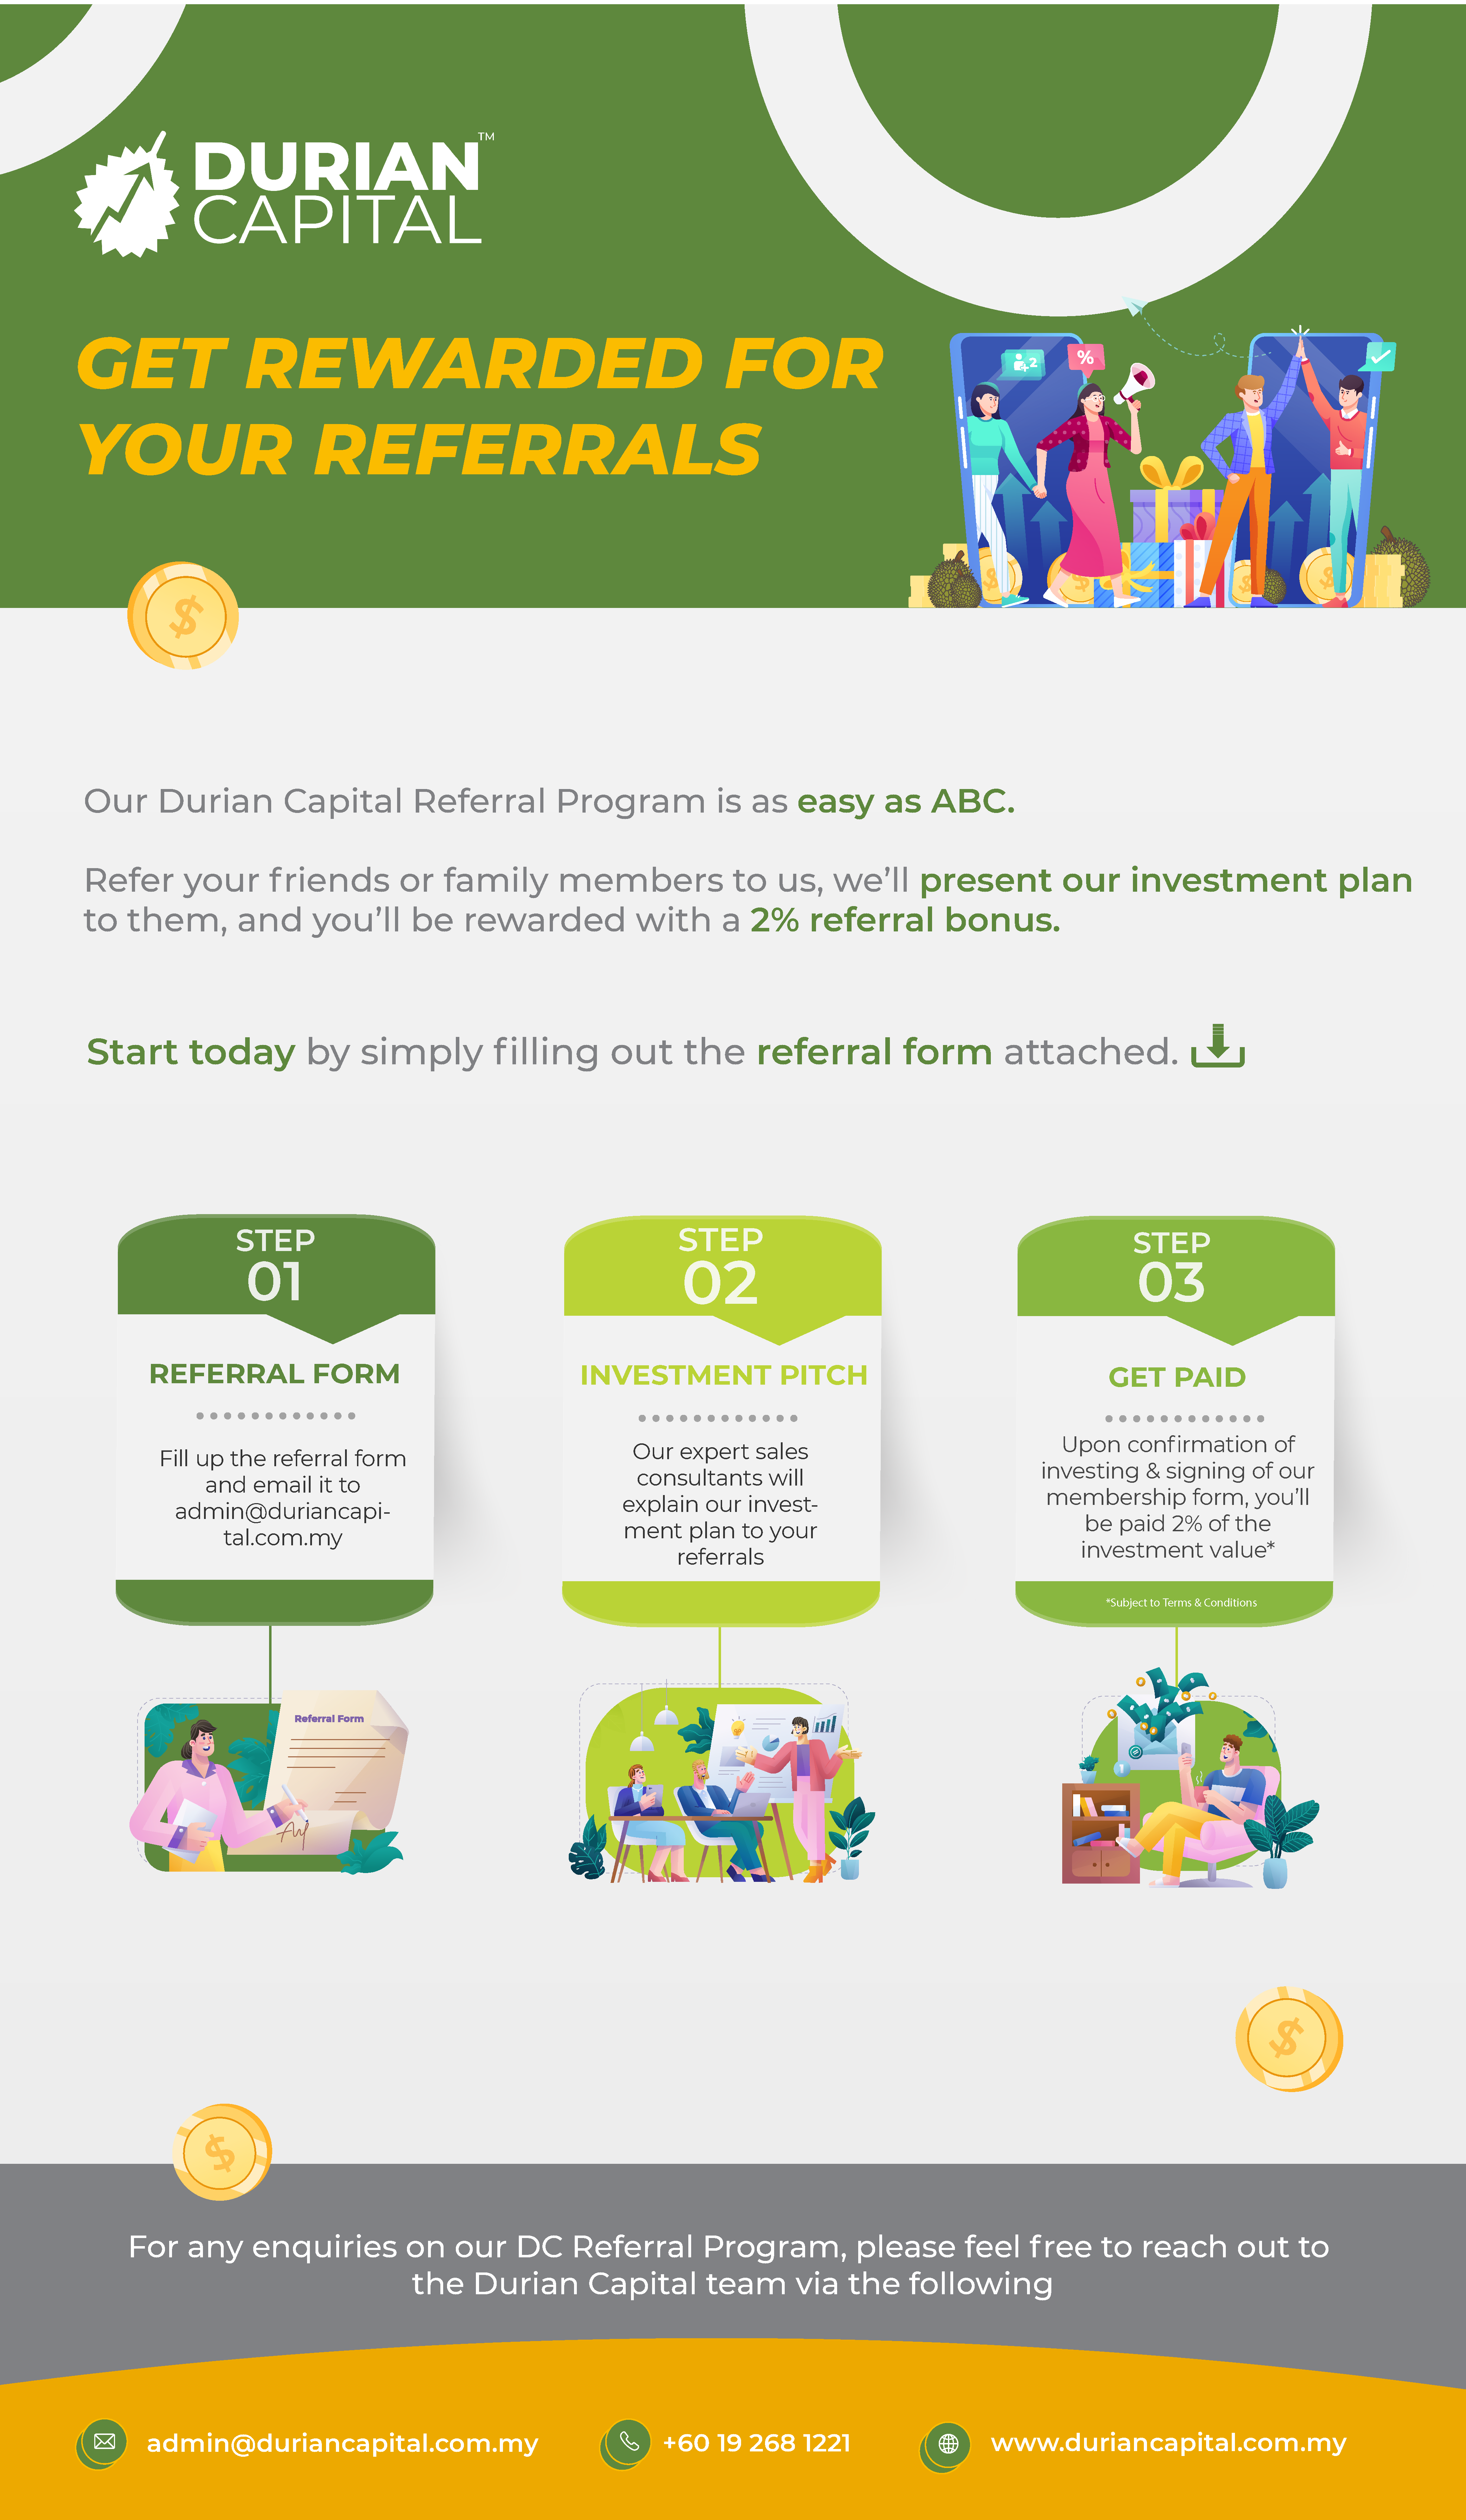 DURIAN™
CAPITAL
GET REWARDED FOR
YOUR REFERRALS
+2
%
$
$
$
$
$
Our Durian Capital Referral Program is as easy as ABC.
Refer your friends or family members to us, we’ll present our investment plan
to them, and you’ll be rewarded with a 2% referral bonus.
Start today by simply filling out the referral form attached.
STEP
01
REFERRAL FORM
Fill up the referral form
and email it to
admin@duriancapi-
tal.com.my
Referral Form
STEP
02
INVESTMENT PITCH
Our expert sales
consultants will
explain our invest-
ment plan to your
referrals
STEP
03
GET PAID
Upon confirmation of
investing & signing of our
membership form, you’ll
be paid 2% of the
investment value*
*Subject to Terms & Conditions
$
$
For any enquiries on our DC Referral Program, please feel free to reach out to
the Durian Capital team via the following
admin@duriancapital.com.my
+60 19 268 1221
www.duriancapital.com.my